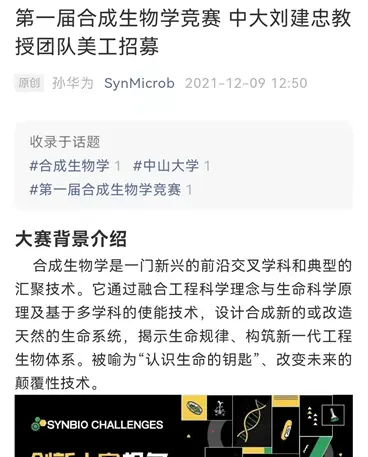 第一届合成生物学竞赛 中大刘建忠教
授团队美工招募
原创 孙华为 SynMicrob 2021-12-09 12:50
收录于话题
#合成生物学 1 #中山大学 1
#第一届合成生物学竞赛 1
大赛背景介绍
合成生物学是一门新兴的前沿交叉学科和典型的
汇聚技术。它通过融合工程科学理念与生命科学原
理及基于多学科的使能技术，设计合成新的或改造
天然的生命系统，揭示生命规律、构筑新一代工程
生物体系。被喻为“认识生命的钥匙”、改变未来的
颠覆性技术。
SYNBIO CHALLENGES